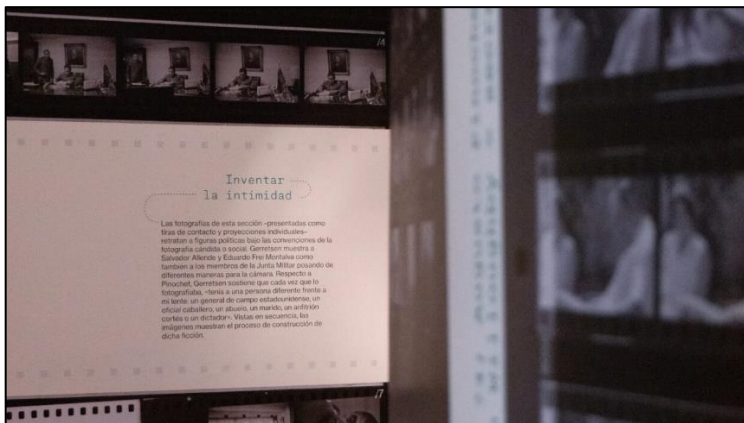 /4
Inventar
la intimidad
Las fotografías de esta sección –presentadas como
tiras de contacto y proyecciones individuales–
retratan a figuras políticas bajo las convenciones de la
fotografía cándida o social. Gerretsen muestra a
Salvador Allende y Eduardo Frei Montalva como
también a los miembros de la Junta Militar posando de
diferentes maneras para la cámara. Respecto a
Pinochet, Gerretsen sostiene que cada vez que lo
fotografiaba, «tenía a una persona diferente frente a
mi lente: un general de campo estadounidense, un
oficial caballero, un abuelo, un marido, un anfitrión
cortés o un dictador». Vistas en secuencia, las
imágenes muestran el proceso de construcción de
dicha ficción.
/7